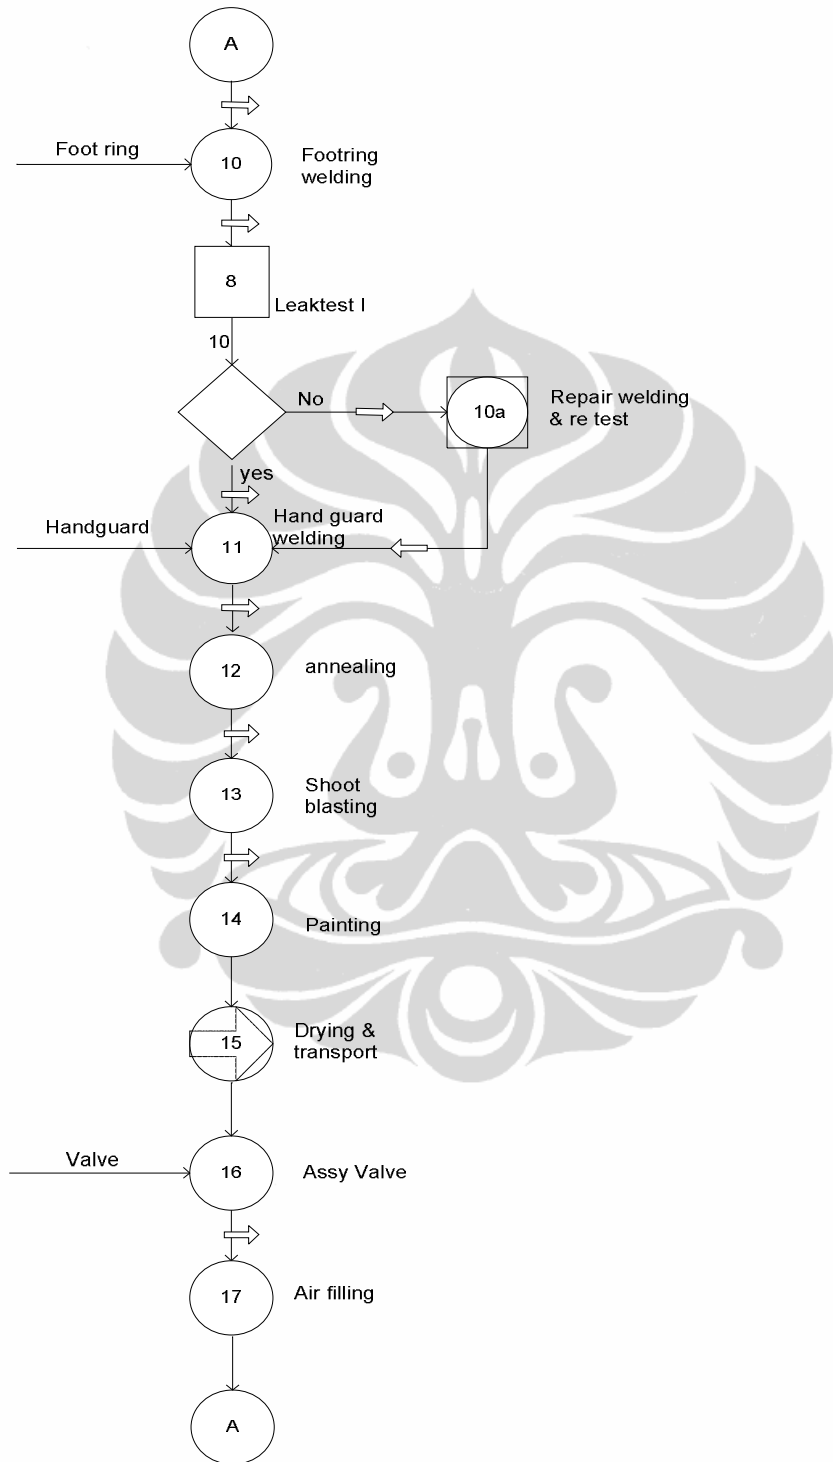 A
Foot ring
10
Footring
welding
8
Leaktest I
10
No
10a
Repair welding
& re test
yes
Handguard
11
Hand guard
welding
12
annealing
13
Shoot
blasting
14
Painting
15
Drying &
transport
Valve
16
Assy Valve
17
Air filling
A